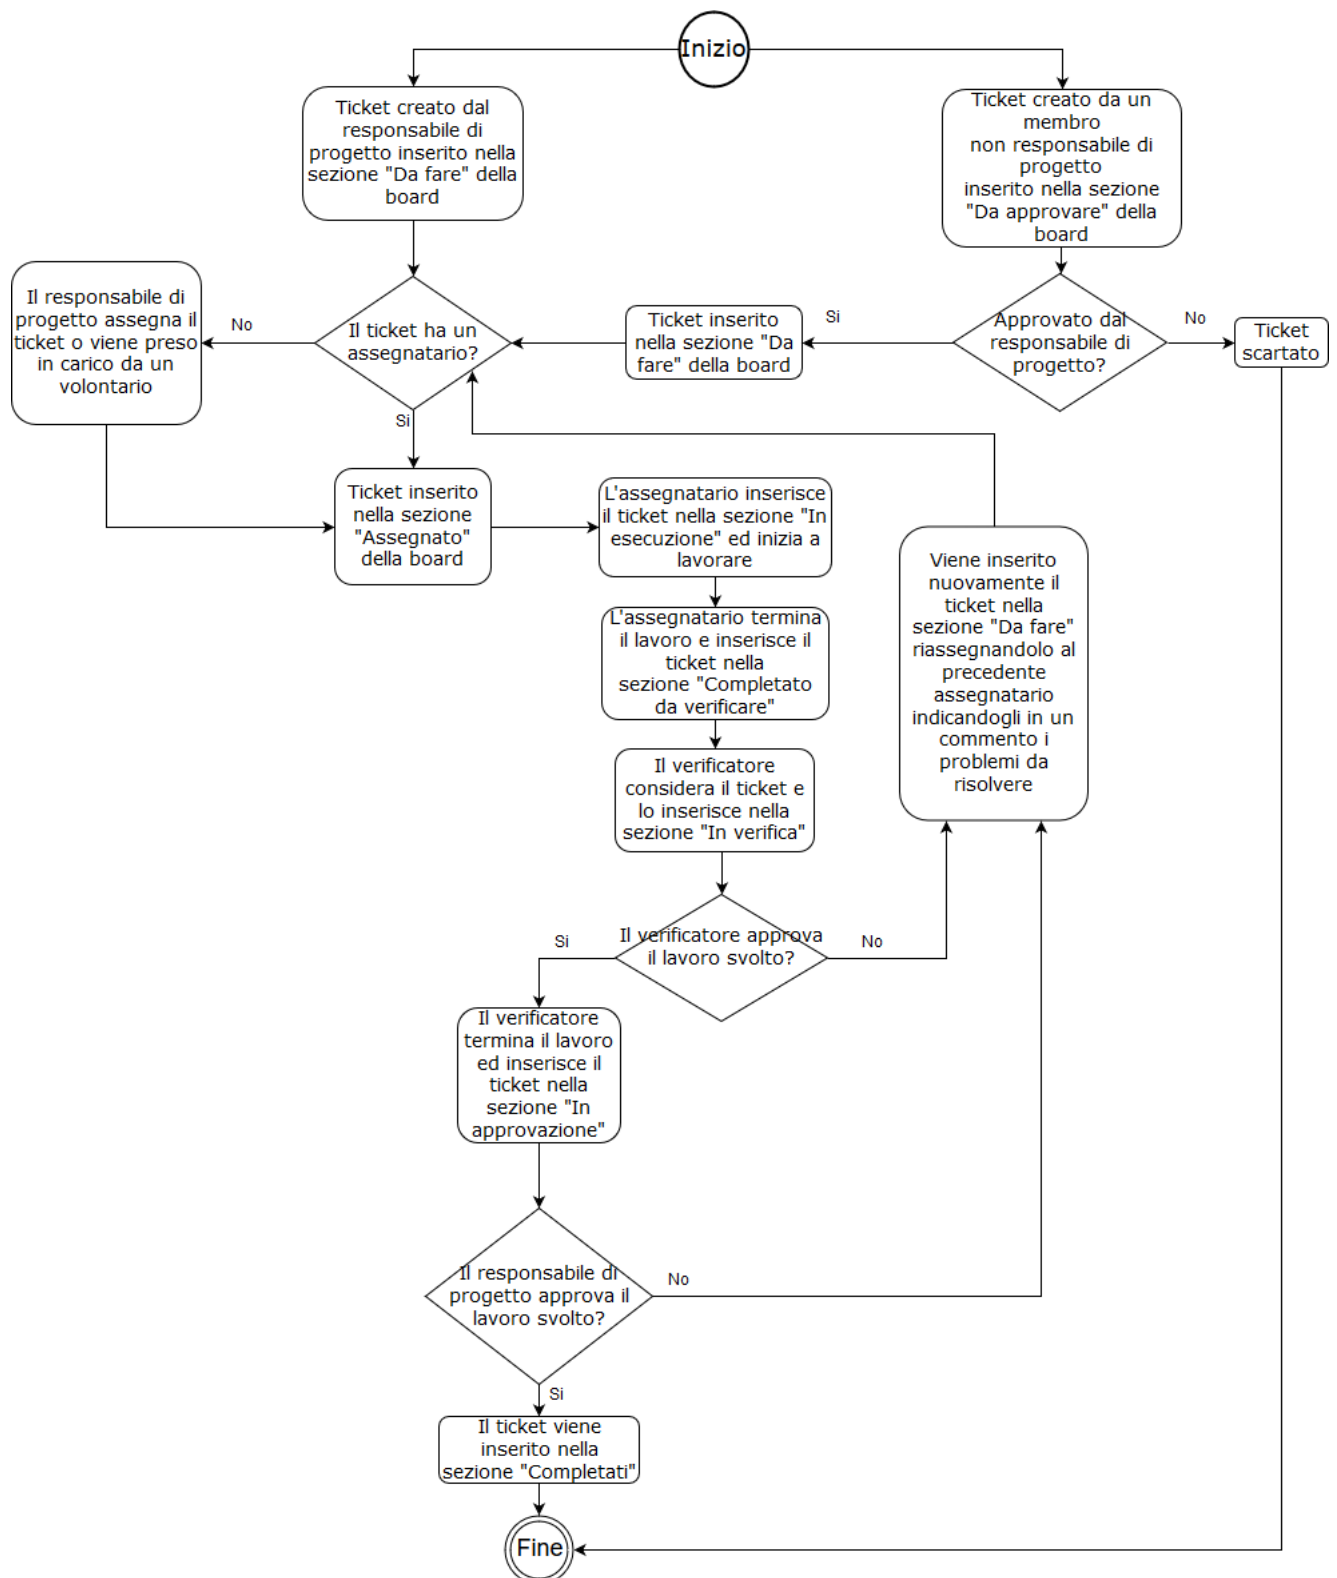 Inizio
Ticket creato dal
responsabile di
progetto inserito nella
sezione "Da fare" della
board
Ticket creato da un
membro
non responsabile di
progetto
inserito nella sezione
"Da approvare" della
board
Il responsabile di
progetto assegna il
ticket o viene preso
in carico da un
volontario
No
Il ticket ha un
assegnatario?
Ticket inserito
nella sezione "Da
fare" della board
Si
Approvato dal
responsabile di
progetto?
No
Ticket
scartato
Si
Ticket inserito
nella sezione
"Assegnato"
della board
L'assegnatario inserisce
il ticket nella sezione "In
esecuzione" ed inizia a
lavorare
L'assegnatario termina
il lavoro e inserisce il
ticket nella
sezione "Completato
da verificare"
Viene inserito
nuovamente il
ticket nella
sezione "Da fare"
riassegnandolo al
precedente
assegnatario
indicandogli in un
commento i
problemi da
risolvere
Il verificatore
considera il ticket e
lo inserisce nella
sezione "In verifica"
Si
Il verificatore approva
il lavoro svolto?
No
Il verificatore
termina il lavoro
ed inserisce il
ticket nella
sezione "In
approvazione"
Il responsabile di
progetto approva il
lavoro svolto?
No
Si
Il ticket viene
inserito nella
sezione "Completati"
Fine